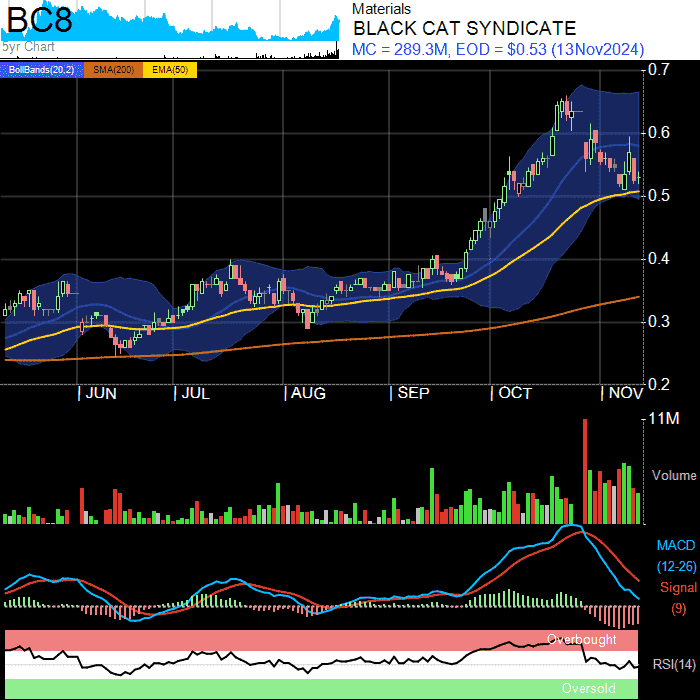 BC8
5yr Chart
Materials
BLACK CAT SYNDICATE
MC = 289.3M, EOD = $0.53 (13Nov2024)
BollBands(20,2) SMA(200) EMA(50)
0.7
0.6
0.5
0.4
0.3
0.2
JUN JUL AUG SEP OCT NOV
11M
Volume
MACD
(12-26)
Signal
(9)
Overbought
RSI(14)
Oversold